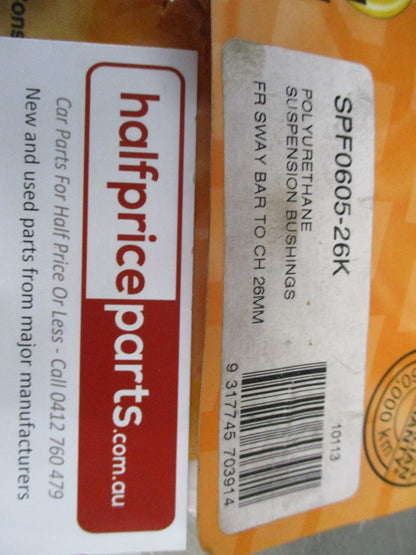 halfpriceparts.com.au
Car Parts For Half Price Or Less - Call 0412 760 479
New and used parts from major manufacturers
SPF0605-26K
POLYURETHANE
SUSPENSION BUSHINGS
FR SWAY BAR TO CH 26MM
10113
9 317745 703914